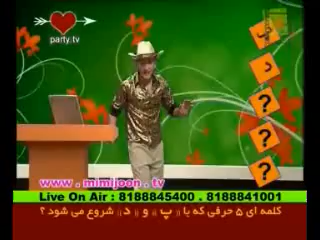 party tv
پ
د
?
?
?
www . mimijoon . tv
Live On Air : 8188845400 . 8188841001
کلمه ای ۵ حرفی که با (( پ )) و (( د )) شروع می شود ؟